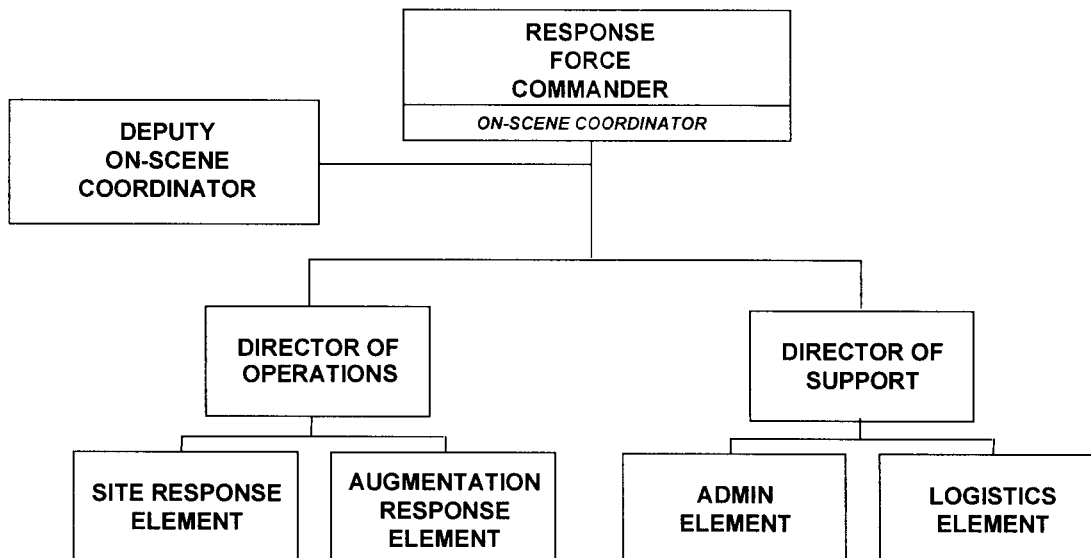 RESPONSE
FORCE
COMMANDER
ON-SCENE COORDINATOR
DEPUTY
ON-SCENE
COORDINATOR
DIRECTOR OF
OPERATIONS
DIRECTOR OF
SUPPORT
SITE RESPONSE
ELEMENT
AUGMENTATION
RESPONSE
ELEMENT
ADMIN
ELEMENT
LOGISTICS
ELEMENT